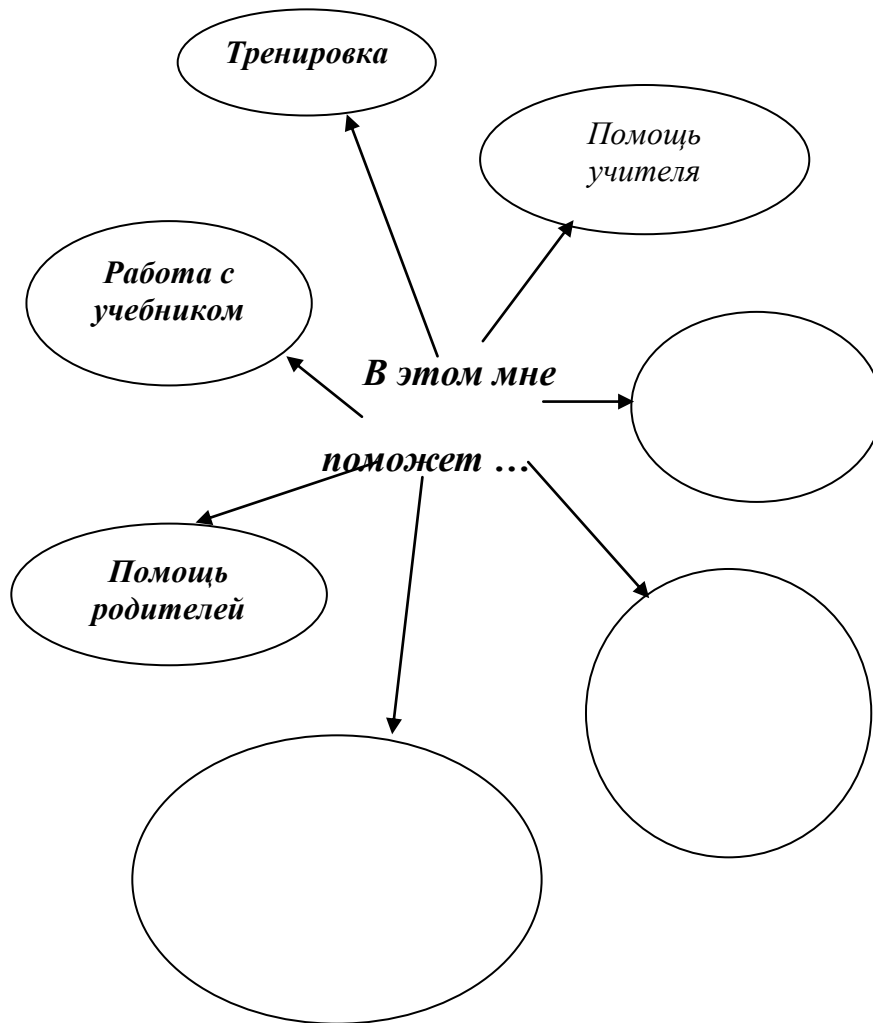 Тренировка
Помощь
учителя
Работа с
учебником
В этом мне
поможет …
Помощь
родителей